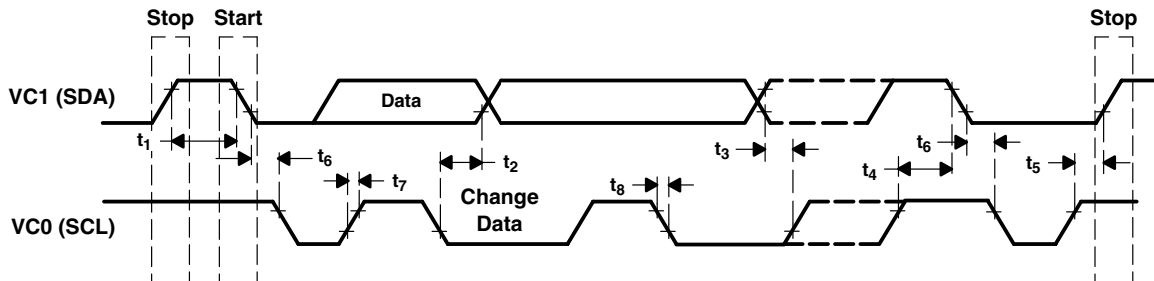 Stop Start Stop
VC1 (SDA)
Data
t1 t6 t7 t2 t3 t8 t4 t6 t5
Change
Data
VC0 (SCL)